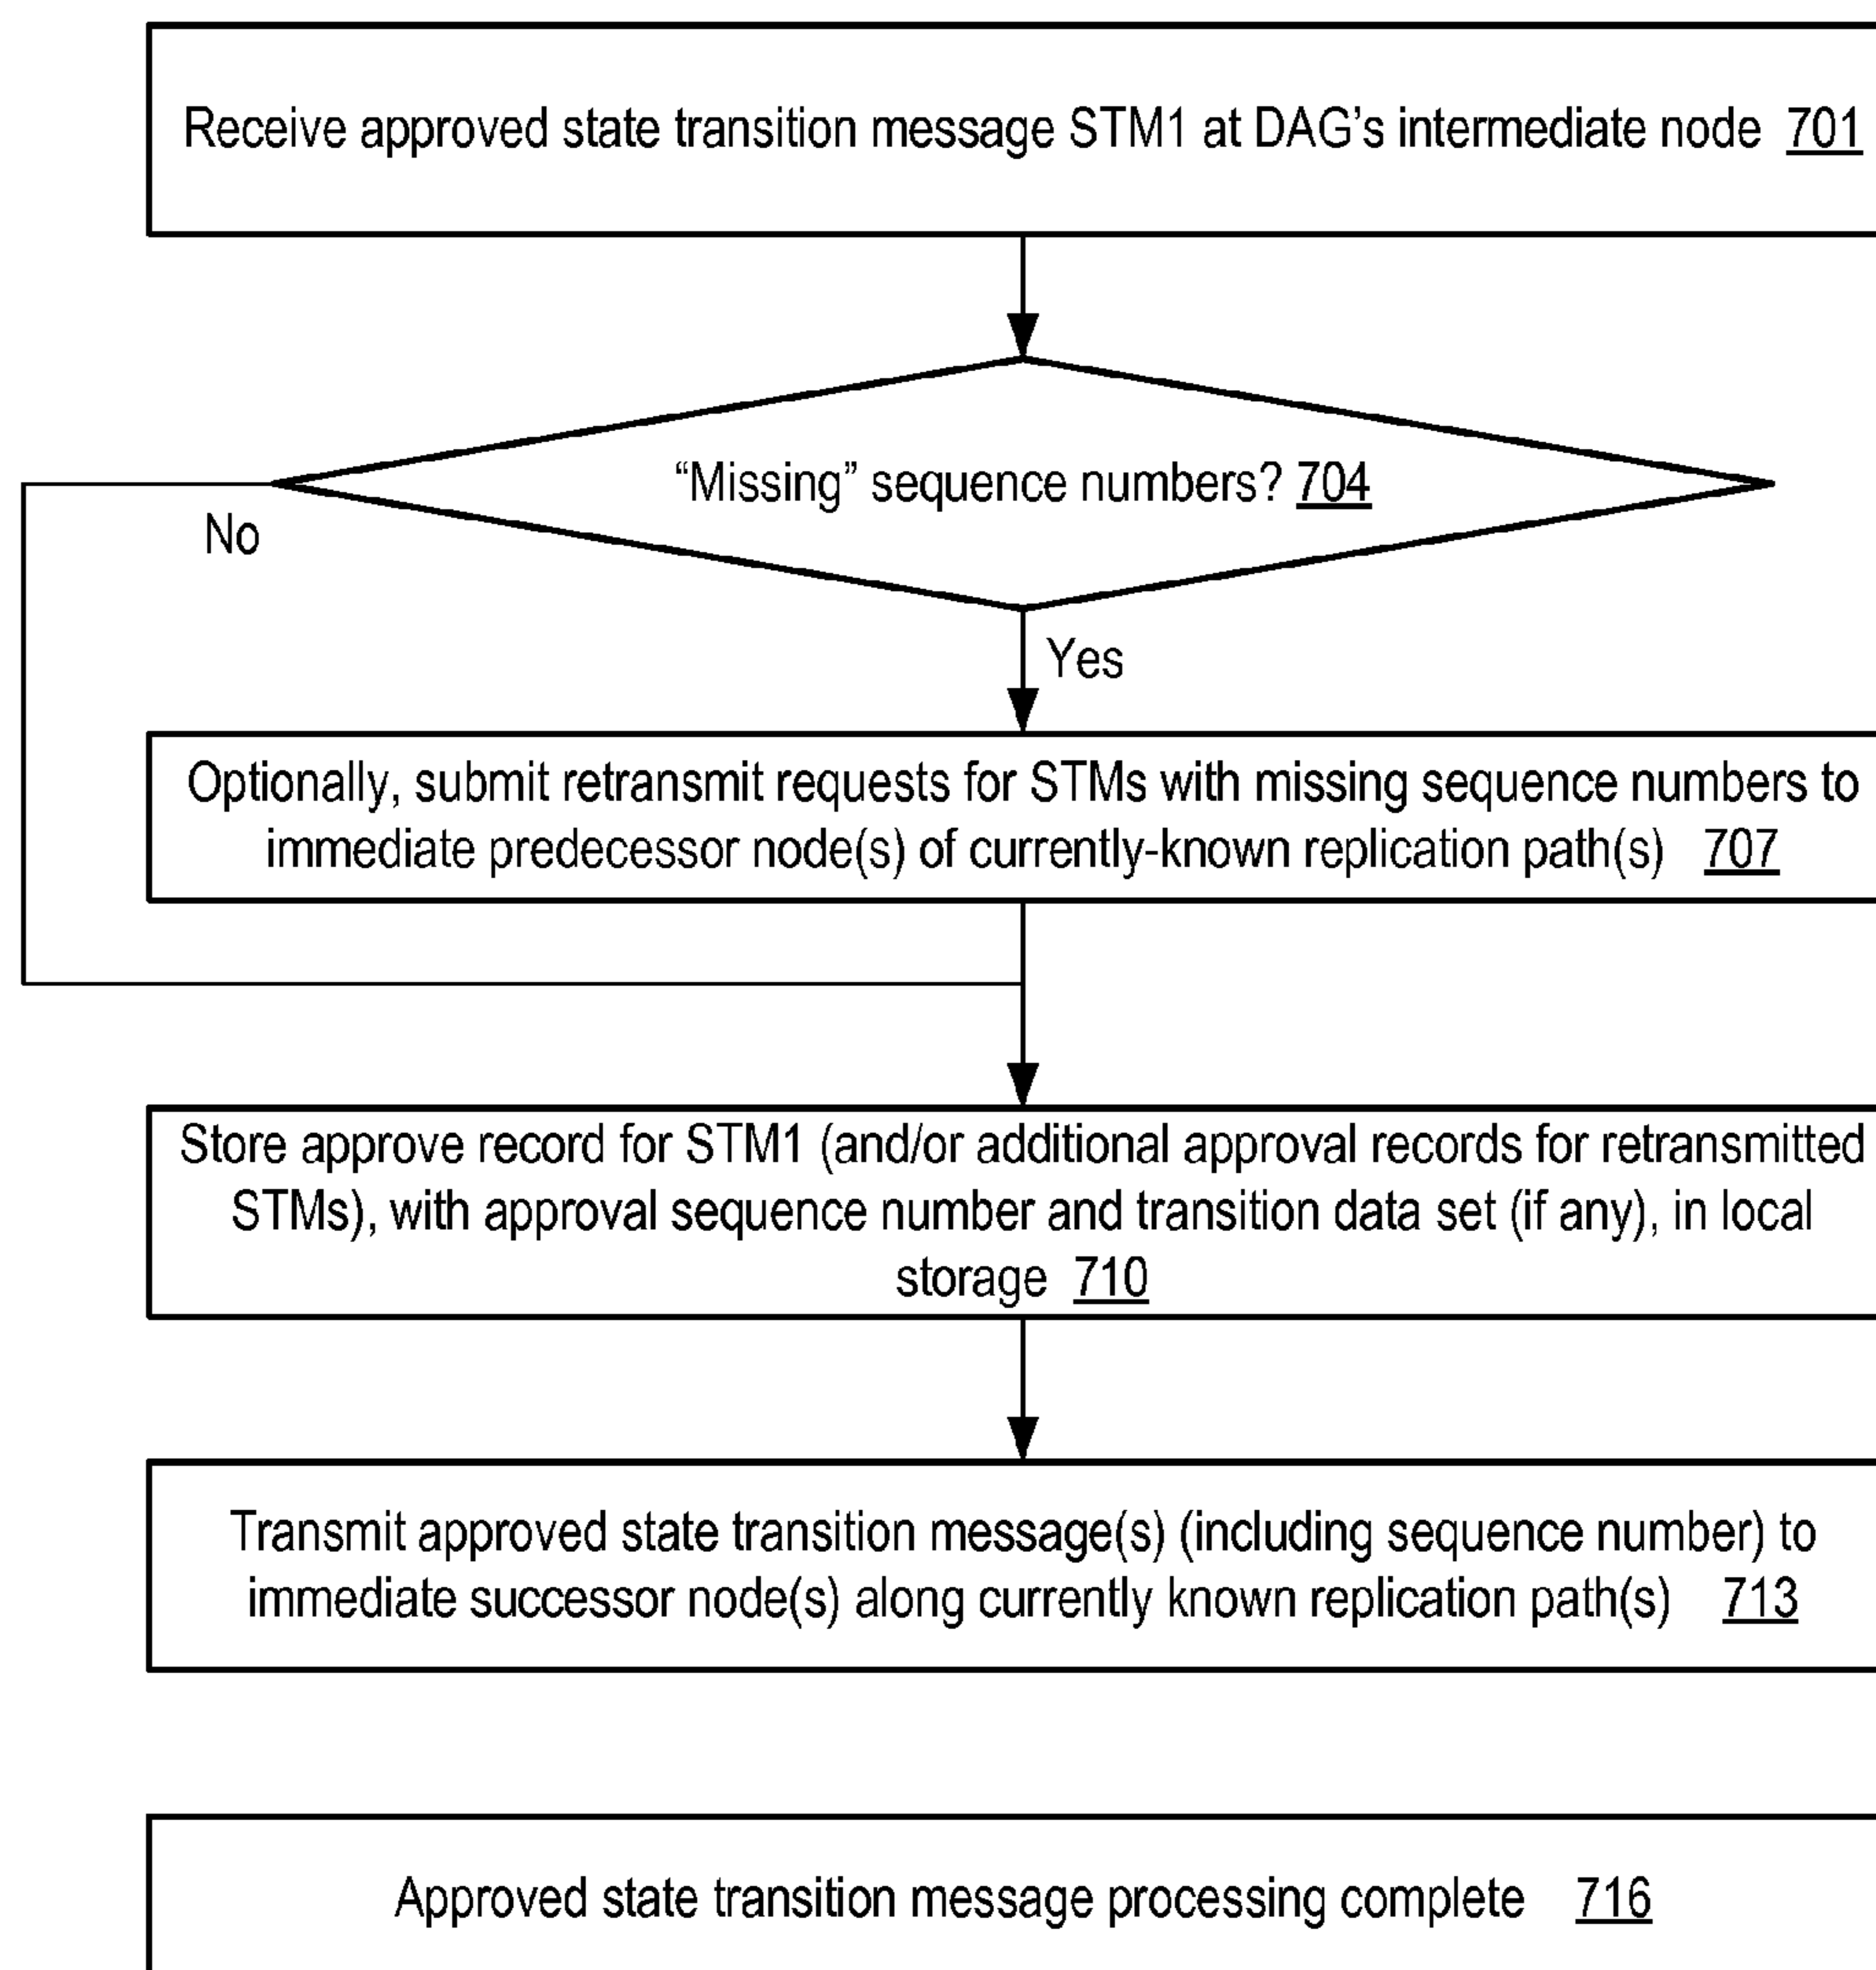 Receive approved state transition message STM1 at DAG’s intermediate node 701
“Missing” sequence numbers? 704
No
Yes
Optionally, submit retransmit requests for STMs with missing sequence numbers to
immediate predecessor node(s) of currently-known replication path(s) 707
Store approve record for STM1 (and/or additional approval records for retransmitted
STMs), with approval sequence number and transition data set (if any), in local
storage 710
Transmit approved state transition message(s) (including sequence number) to
immediate successor node(s) along currently known replication path(s) 713
Approved state transition message processing complete 716